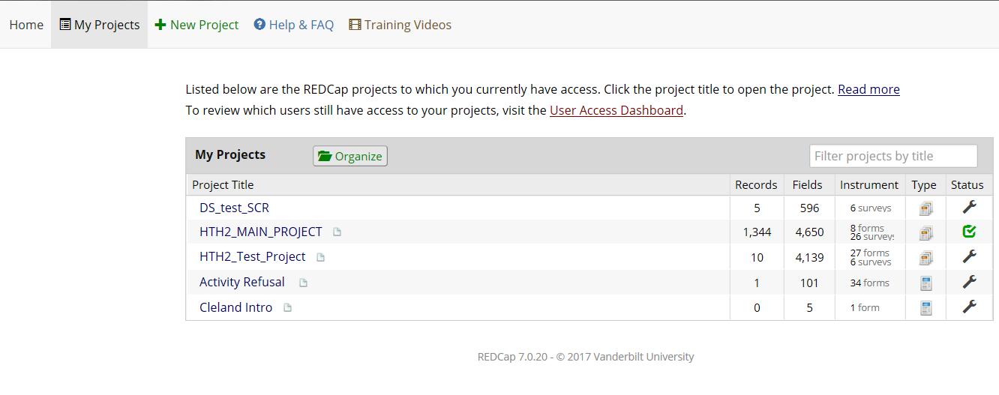 Home My Projects New Project Help & FAQ Training Videos
Listed below are the REDCap projects to which you currently have access. Click the project title to open the project. Read more
To review which users still have access to your projects, visit the User Access Dashboard.
My Projects Organize Filter projects by title
Project Title Records Fields Instrument Type Status
DS_test_SCR 5 596 6 surveys
HTH2_MAIN_PROJECT 1,344 4,650 8 forms
26 surveys
HTH2_Test_Project 10 4,139 27 forms
6 surveys
Activity Refusal 1 101 34 forms
Cleland Intro 0 5 1 form
REDCap 7.0.20 - © 2017 Vanderbilt University